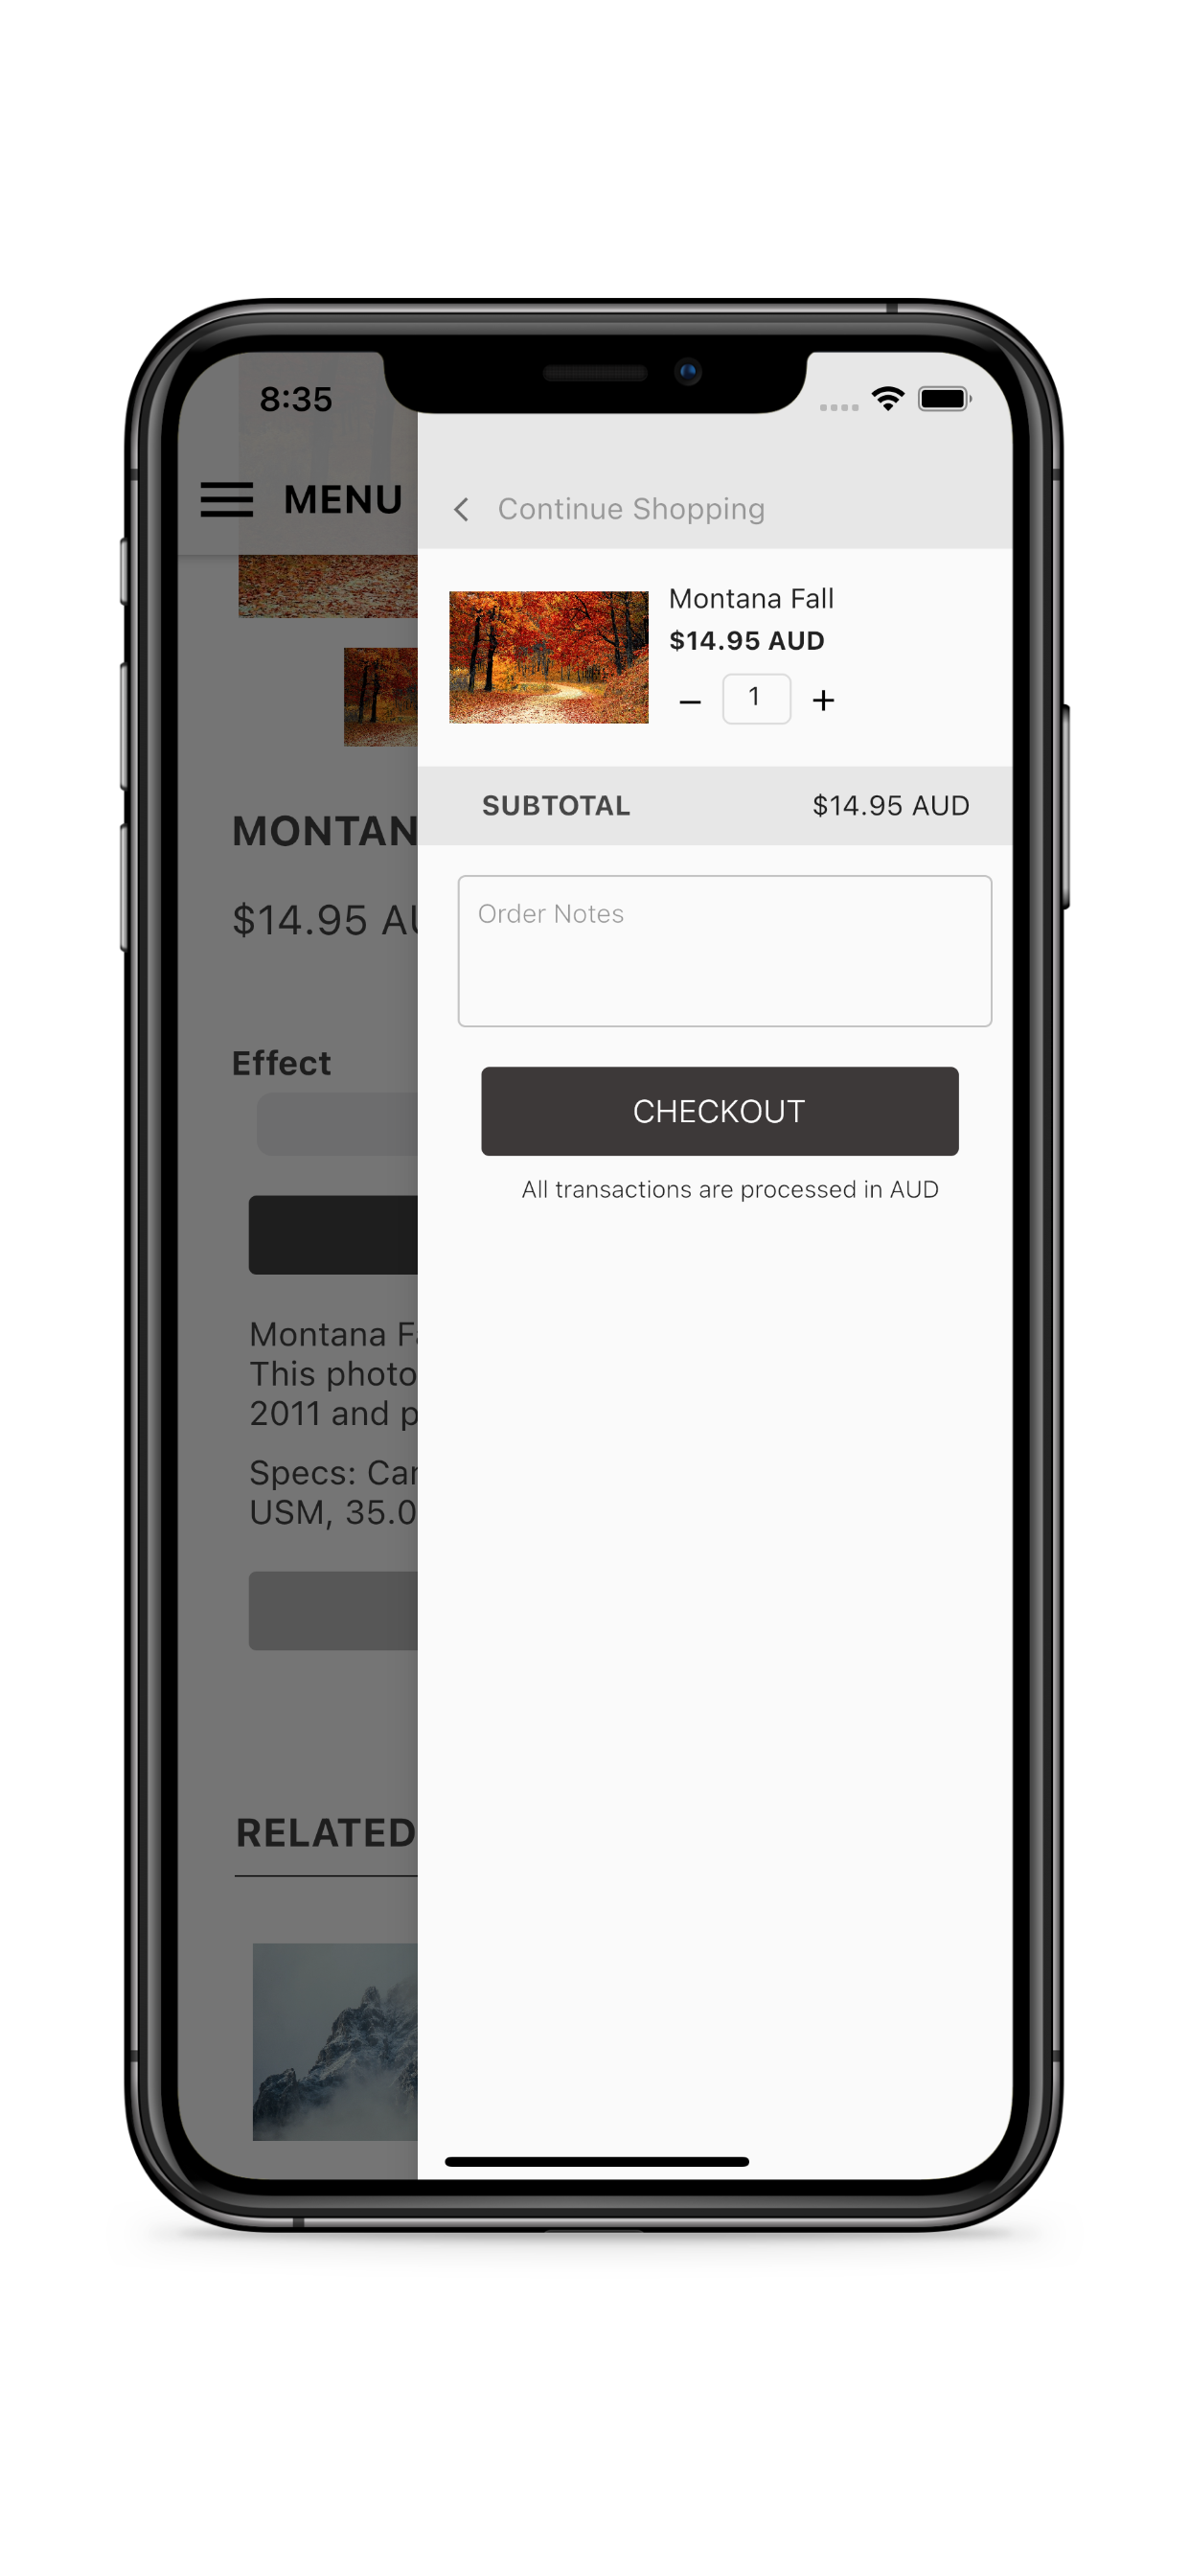 8:35
MENU
Continue Shopping
Montana Fall
$14.95 AUD
1
SUBTOTAL
$14.95 AUD
Order Notes
CHECKOUT
All transactions are processed in AUD
MONTAN
$14.95 AU
Effect
Montana Fa
This photo
2011 and p
Specs: Can
USM, 35.0
RELATED